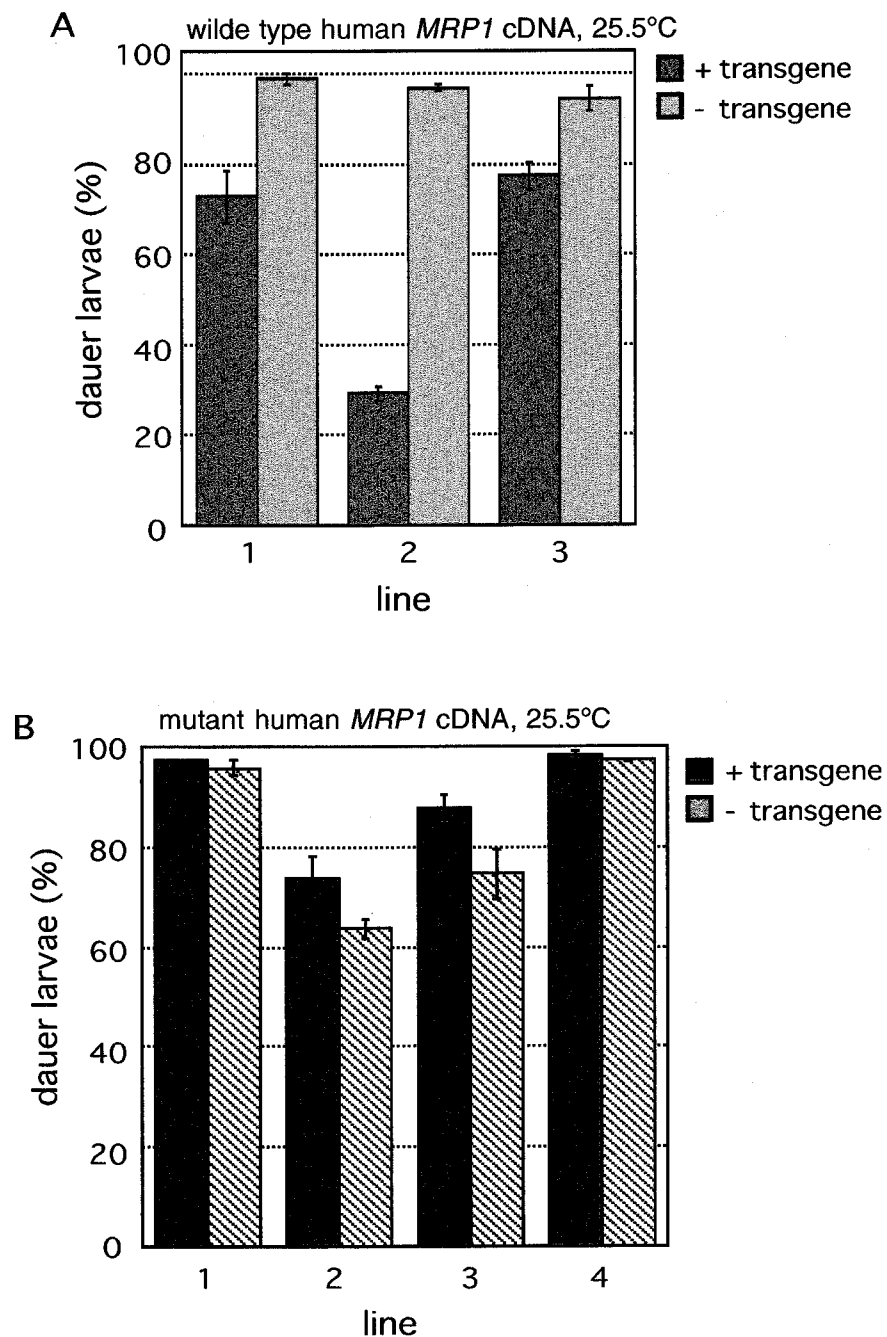 A
wilde type human MRP1 cDNA, 25.5ºC
100
80
60
40
20
0
dauer larvae (%)
1 2 3
line
+ transgene
- transgene
B
mutant human MRP1 cDNA, 25.5ºC
100
80
60
40
20
0
dauer larvae (%)
1 2 3 4
line
+ transgene
- transgene